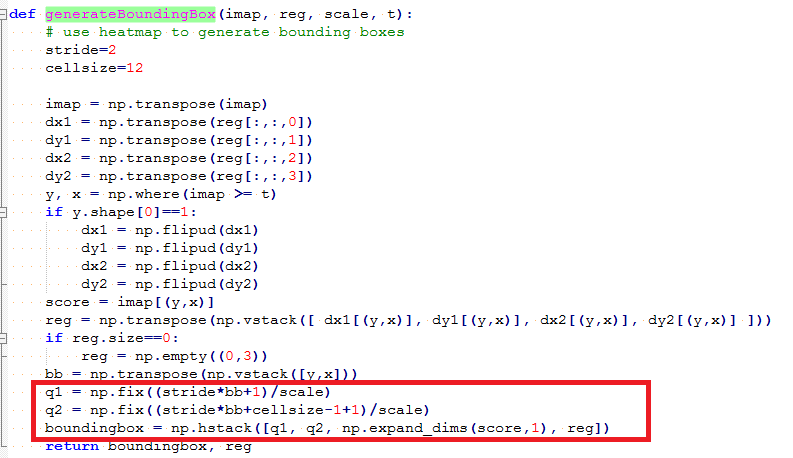 def generateBoundingBox(imap, reg, scale, t):
# use heatmap to generate bounding boxes
stride=2
cellsize=12
imap = np.transpose(imap)
dx1 = np.transpose(reg[:,:,0])
dy1 = np.transpose(reg[:,:,1])
dx2 = np.transpose(reg[:,:,2])
dy2 = np.transpose(reg[:,:,3])
y, x = np.where(imap >= t)
if y.shape[0]==1:
dx1 = np.flipud(dx1)
dy1 = np.flipud(dy1)
dx2 = np.flipud(dx2)
dy2 = np.flipud(dy2)
score = imap[(y,x)]
reg = np.transpose(np.vstack([ dx1[(y,x)], dy1[(y,x)], dx2[(y,x)], dy2[(y,x)] ]))
if reg.size==0:
reg = np.empty((0,3))
bb = np.transpose(np.vstack([y,x]))
q1 = np.fix((stride*bb+1)/scale)
q2 = np.fix((stride*bb+cellsize-1+1)/scale)
boundingbox = np.hstack([q1, q2, np.expand_dims(score,1), reg])
return boundingbox, reg